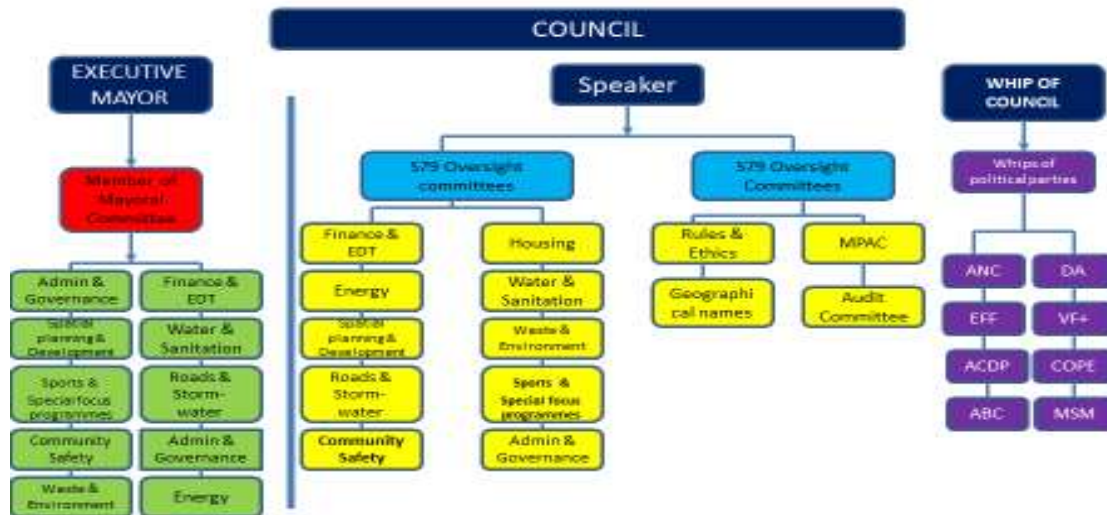 COUNCIL
EXECUTIVE
MAYOR
Speaker
WHIP OF
COUNCIL
Member of
Mayoral
Committee
S79 Oversight
committees
S79 Oversight
Committees
Whips of
political parties
Admin &
Governance
Finance &
EDT
Spatial
planning &
Development
Water &
Sanitation
Sports &
Special focus
programmes
Roads &
Storm-
water
Community
Safety
Admin &
Governance
Waste &
Environment
Energy
Finance &
EDT
Housing
Energy
Water &
Sanitation
Spatial
planning &
Development
Waste &
Environment
Roads &
Storm-
water
Sports &
Special focus
programmes
Community
Safety
Admin &
Governance
Rules &
Ethics
MPAC
Geographi
cal names
Audit
Committee
ANC
DA
EFF
VF+
ACDP
COPE
ABC
MSM